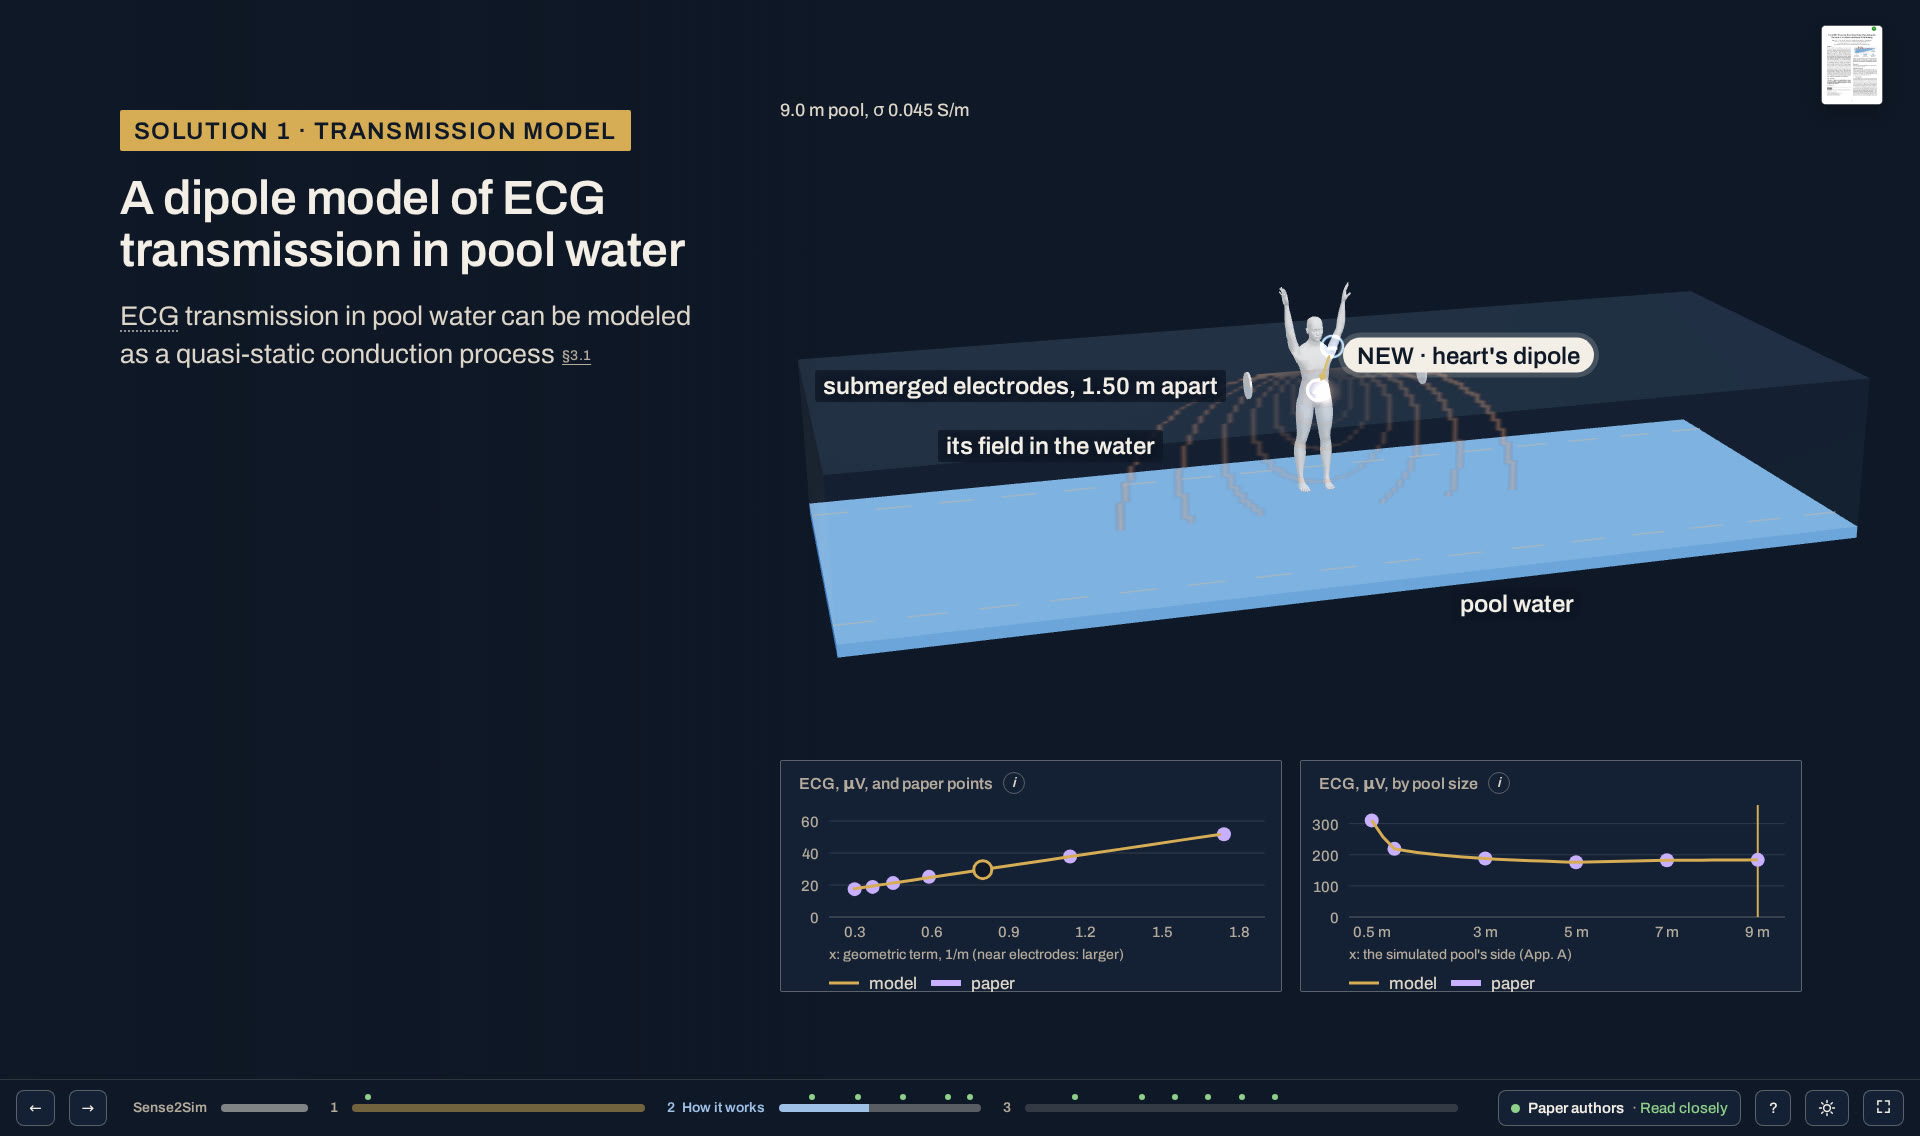 SOLUTION 1 · TRANSMISSION MODEL
A dipole model of ECG
transmission in pool water
ECG transmission in pool water can be modeled
as a quasi-static conduction process §3.1
9.0 m pool, σ 0.045 S/m
NEW · heart's dipole
submerged electrodes, 1.50 m apart
its field in the water
pool water
ECG, µV, and paper points i
60
40
20
0
0.3 0.6 0.9 1.2 1.5 1.8
x: geometric term, 1/m (near electrodes: larger)
model paper
ECG, µV, by pool size i
300
200
100
0
0.5 m 3 m 5 m 7 m 9 m
x: the simulated pool's side (App. A)
model paper
← → Sense2Sim 1 2 How it works 3 Paper authors · Read closely ?